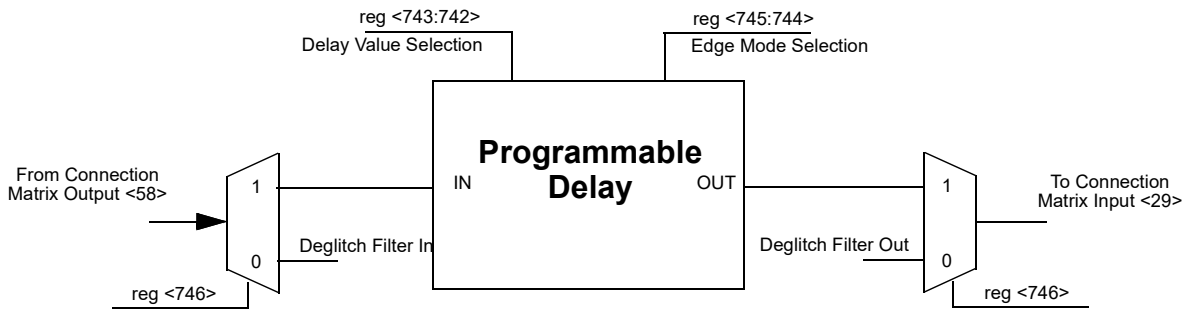 reg <743:742>
Delay Value Selection
reg <745:744>
Edge Mode Selection
Programmable
Delay
IN
OUT
From Connection
Matrix Output <58>
1
0
Deglitch Filter In
reg <746>
Deglitch Filter Out
1
0
To Connection
Matrix Input <29>
reg <746>